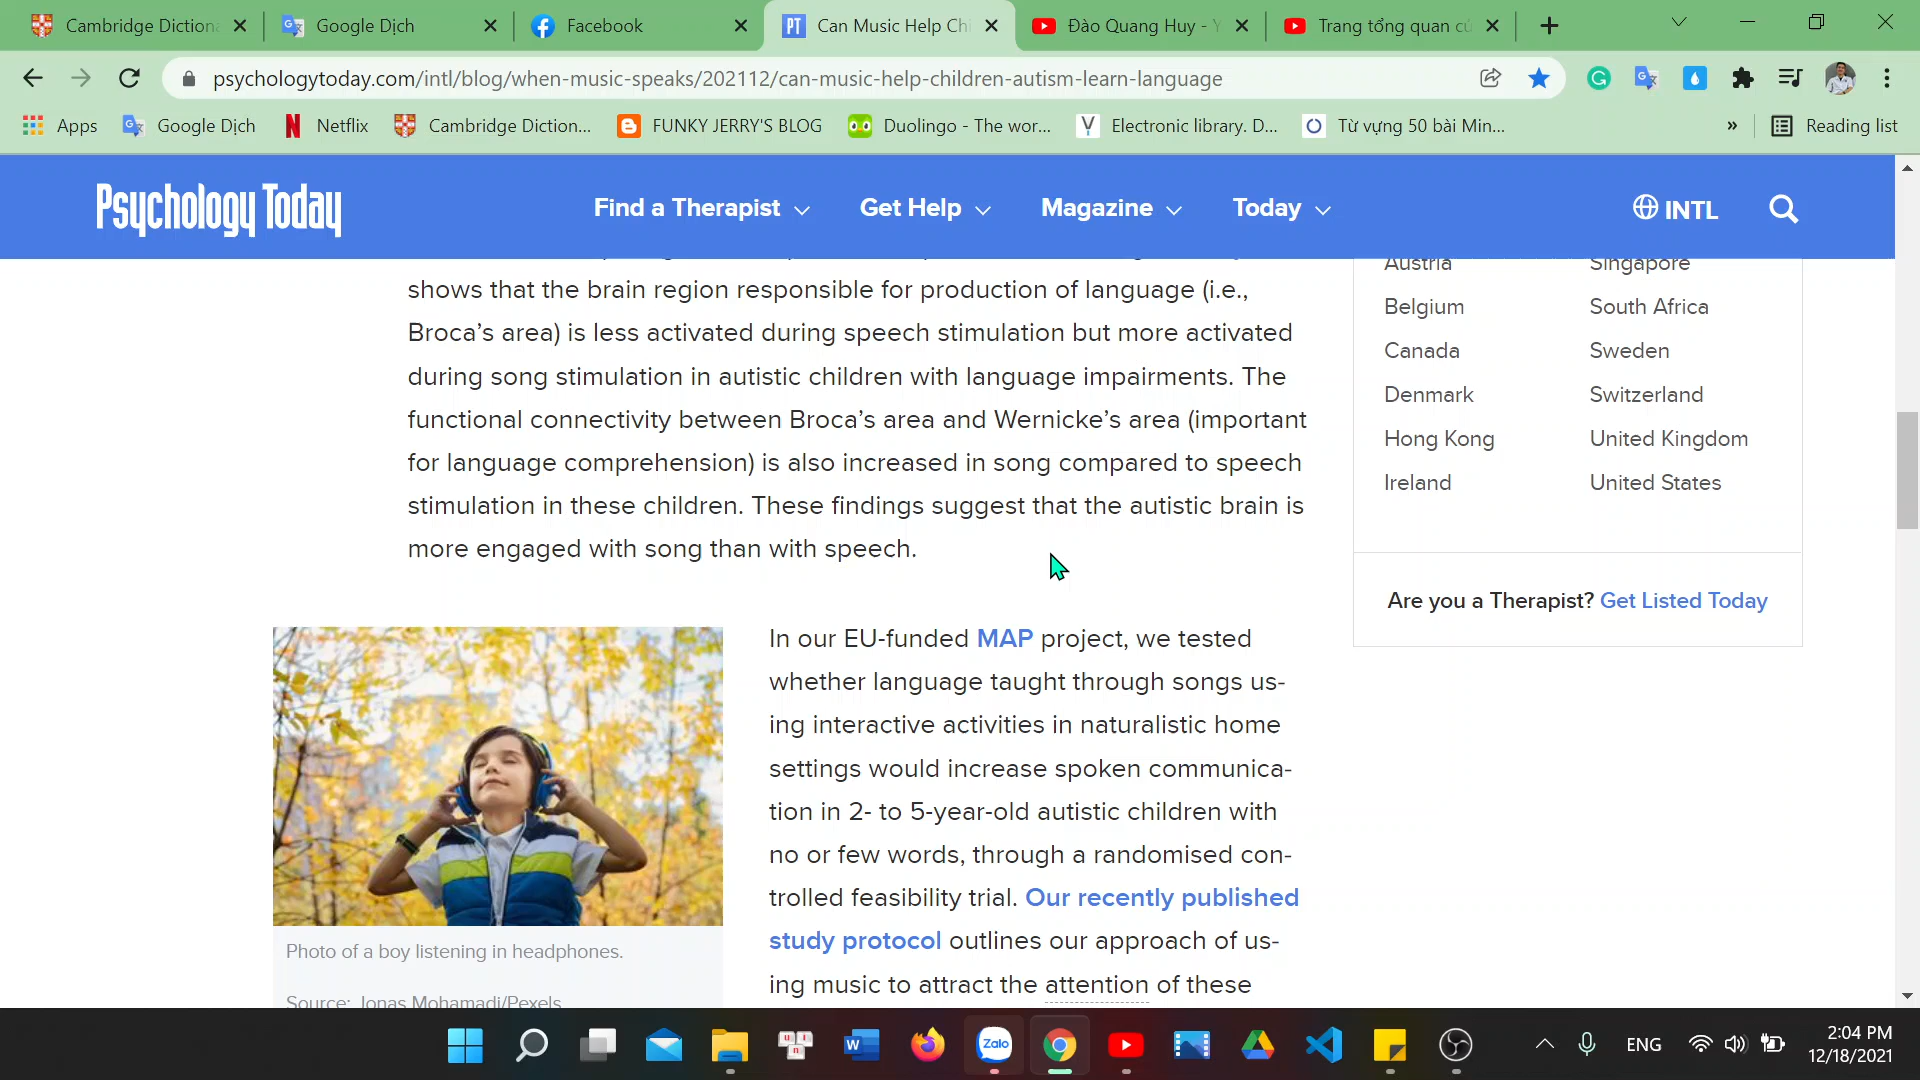 Cambridge Dictiona
Google Dịch
Facebook
Can Music Help Chi
Đào Quang Huy - Y
Trang tổng quan củ
psychologytoday.com/intl/blog/when-music-speaks/202112/can-music-help-children-autism-learn-language
Apps
Google Dịch
Netflix
Cambridge Diction...
FUNKY JERRY'S BLOG
Duolingo - The wor...
Electronic library. D...
Từ vựng 50 bài Min...
»
Reading list
Psychology Today
Find a Therapist
Get Help
Magazine
Today
INTL
shows that the brain region responsible for production of language (i.e.,
Broca’s area) is less activated during speech stimulation but more activated
during song stimulation in autistic children with language impairments. The
functional connectivity between Broca’s area and Wernicke’s area (important
for language comprehension) is also increased in song compared to speech
stimulation in these children. These findings suggest that the autistic brain is
more engaged with song than with speech.
Photo of a boy listening in headphones.
Source: Jonas Mohamadi/Pexels
In our EU-funded MAP project, we tested
whether language taught through songs us-
ing interactive activities in naturalistic home
settings would increase spoken communica-
tion in 2- to 5-year-old autistic children with
no or few words, through a randomised con-
trolled feasibility trial. Our recently published
study protocol outlines our approach of us-
ing music to attract the attention of these
Austria
Singapore
Belgium
South Africa
Canada
Sweden
Denmark
Switzerland
Hong Kong
United Kingdom
Ireland
United States
Are you a Therapist? Get Listed Today
Zalo
ENG
2:04 PM
12/18/2021